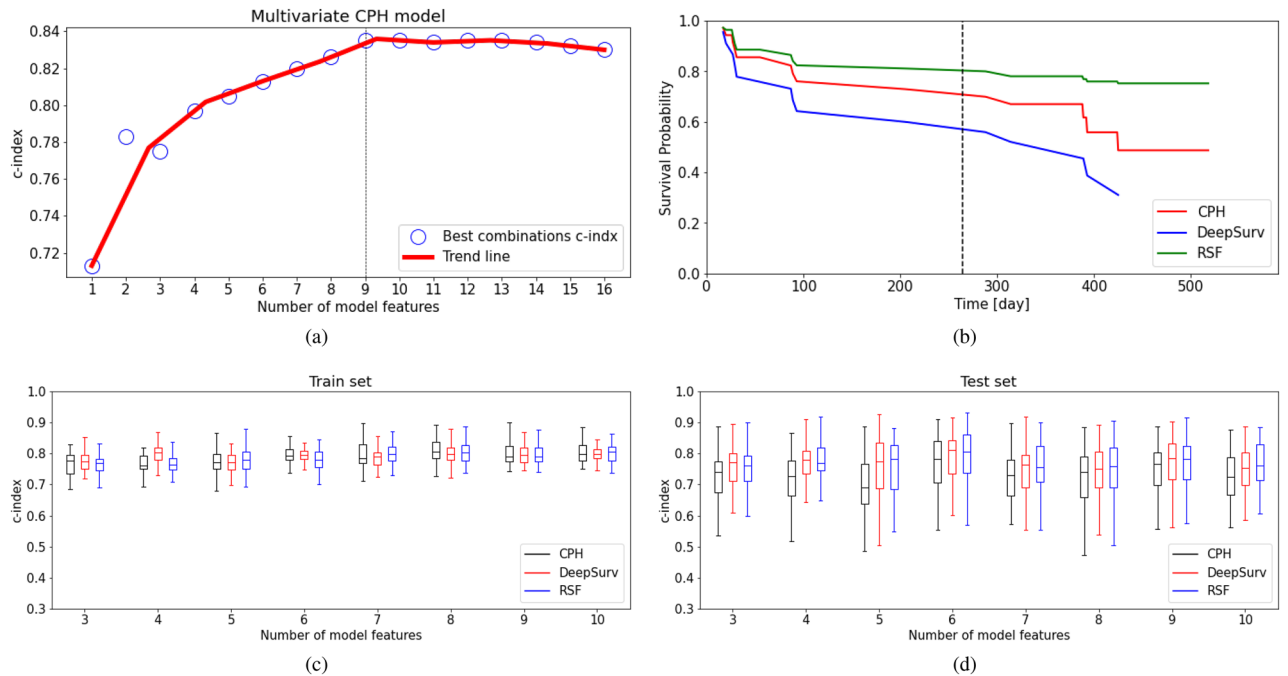 Multivariate CPH model
0.84
0.82
0.80
0.78
0.76
0.74
0.72
c-index
1 2 3 4 5 6 7 8 9 10 11 12 13 14 15 16
Number of model features
Best combinations c-indx
Trend line
(a)
1.0
0.8
0.6
0.4
0.2
0.0
Survival Probability
0 100 200 300 400 500
Time [day]
CPH
DeepSurv
RSF
(b)
Train set
1.0
0.9
0.8
0.7
0.6
0.5
0.4
0.3
c-index
3 4 5 6 7 8 9 10
Number of model features
CPH
DeepSurv
RSF
(c)
Test set
1.0
0.9
0.8
0.7
0.6
0.5
0.4
0.3
c-index
3 4 5 6 7 8 9 10
Number of model features
CPH
DeepSurv
RSF
(d)